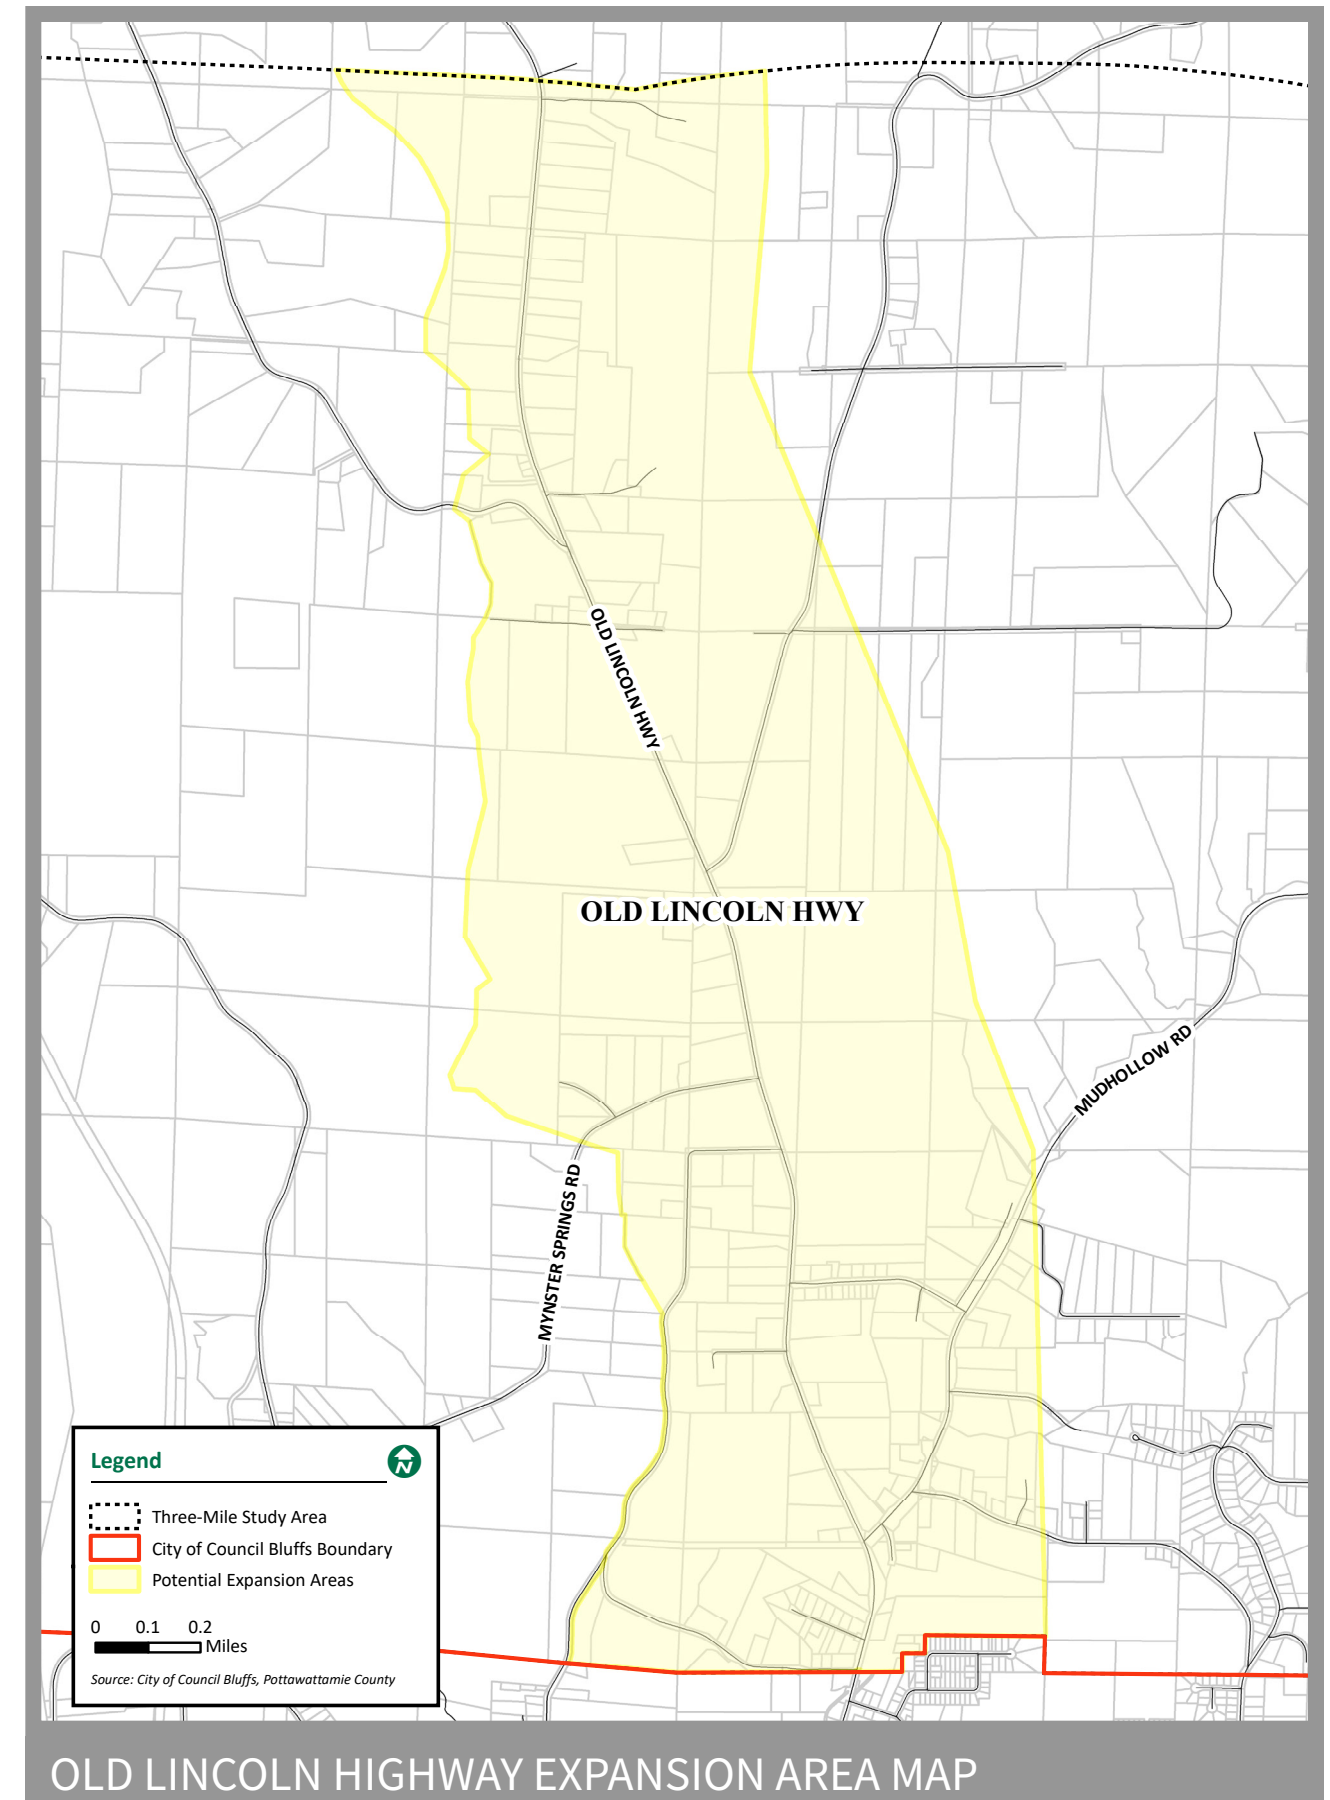 OLD LINCOLN HWY
OLD LINCOLN HWY
MUDHOLLOW RD
MYNSTER SPRINGS RD
Legend
N
Three-Mile Study Area
City of Council Bluffs Boundary
Potential Expansion Areas
0 0.1 0.2
Miles
Source: City of Council Bluffs, Pottawattamie County
OLD LINCOLN HIGHWAY EXPANSION AREA MAP